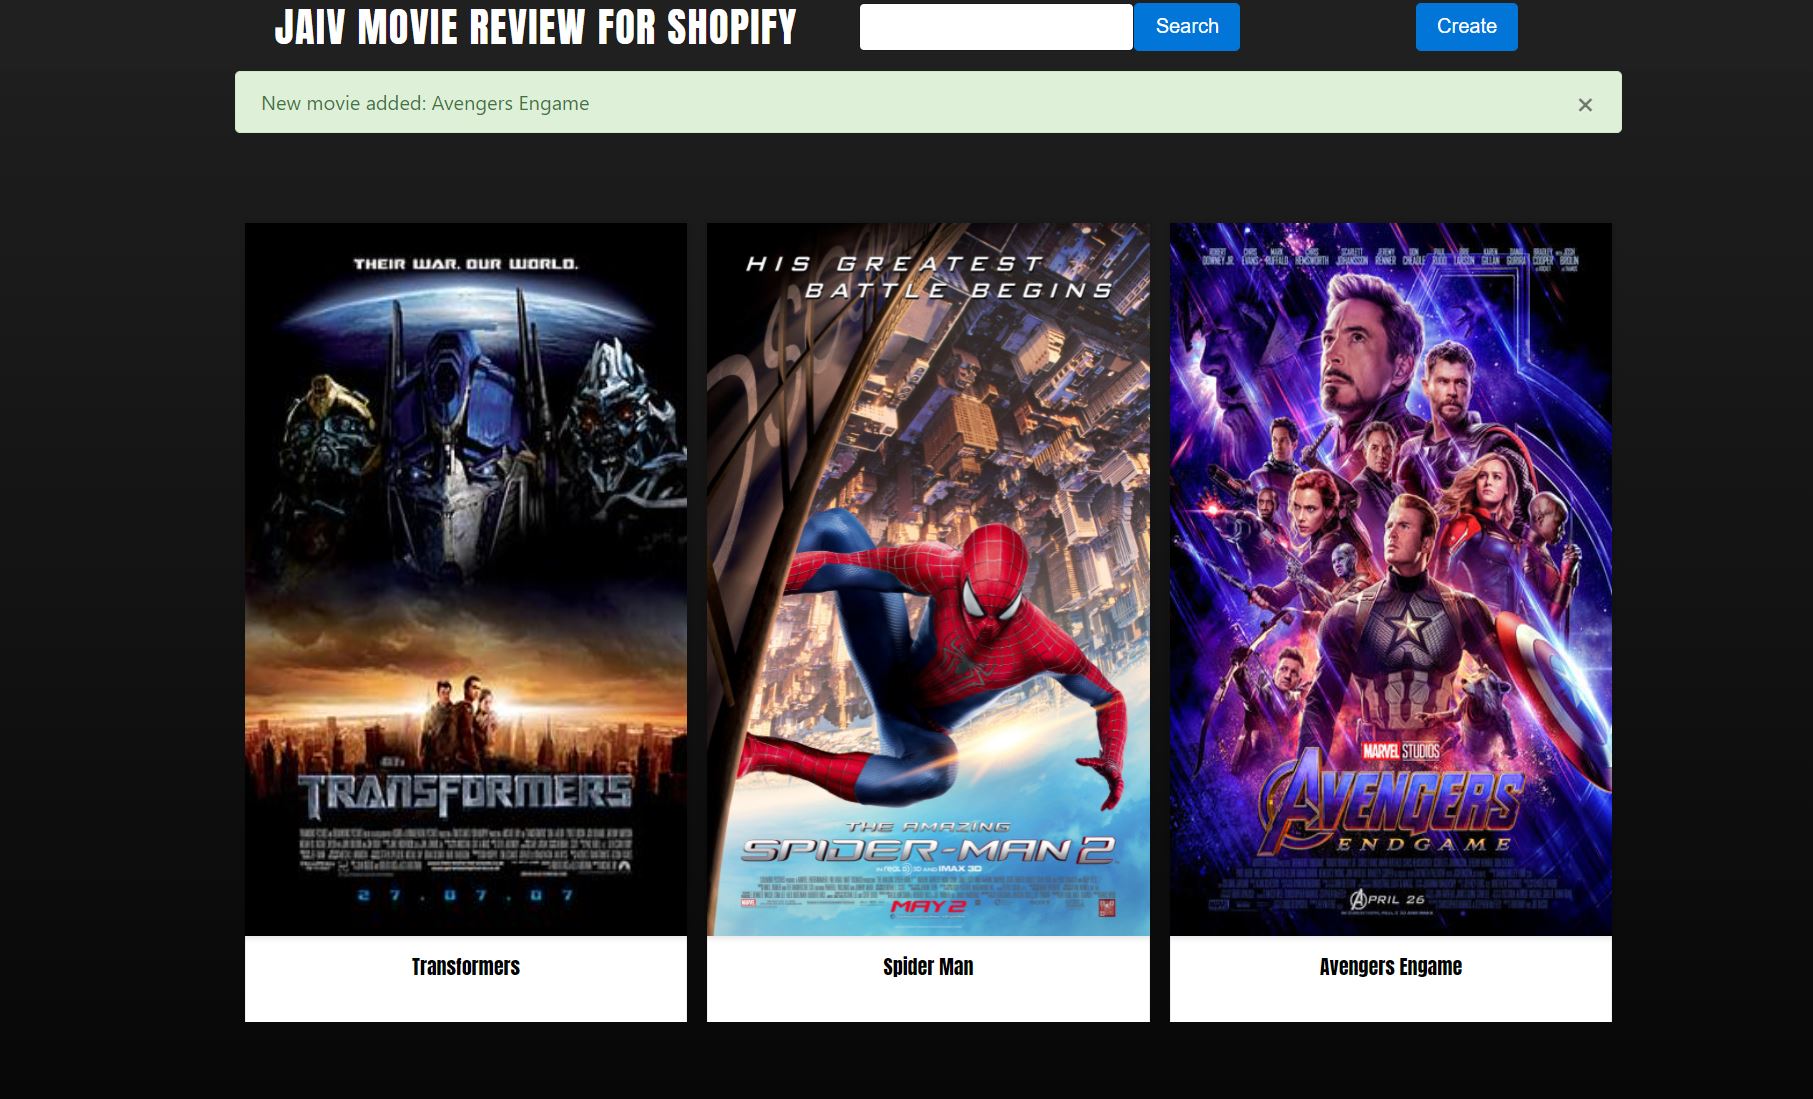 JAIV MOVIE REVIEW FOR SHOPIFY
Search
Create
New movie added: Avengers Engame
×
THEIR WAR. OUR WORLD.
TRANSFORMERS
27.07.07
Transformers
HIS GREATEST
BATTLE BEGINS
THE AMAZING
SPIDER-MAN 2
IN REAL D 3D AND IMAX 3D
MARVEL
MAY 2
Spider Man
ROBERT DOWNEY JR. CHRIS EVANS MARK RUFFALO CHRIS HEMSWORTH SCARLETT JOHANSSON JEREMY RENNER DON CHEADLE PAUL RUDD BRIE LARSON KAREN GILLAN DANAI GURIRA BRADLEY COOPER JOSH BROLIN
MARVEL STUDIOS
AVENGERS
ENDGAME
APRIL 26
Avengers Engame